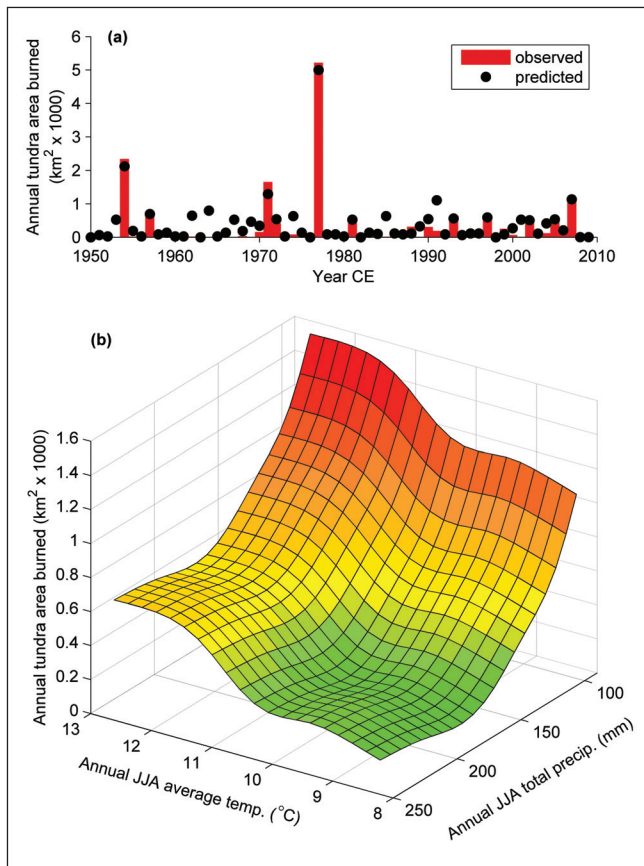 (a)
observed
predicted
Annual tundra area burned
(km² x 1000)
6
5
4
3
2
1
0
1950 1960 1970 1980 1990 2000 2010
Year CE
(b)
Annual tundra area burned (km² x 1000)
1.6
1.4
1.2
1.0
0.8
0.6
0.4
0.2
0
13
12
11
10
9
8
Annual JJA average temp. (°C)
100
150
200
250
Annual JJA total precip. (mm)